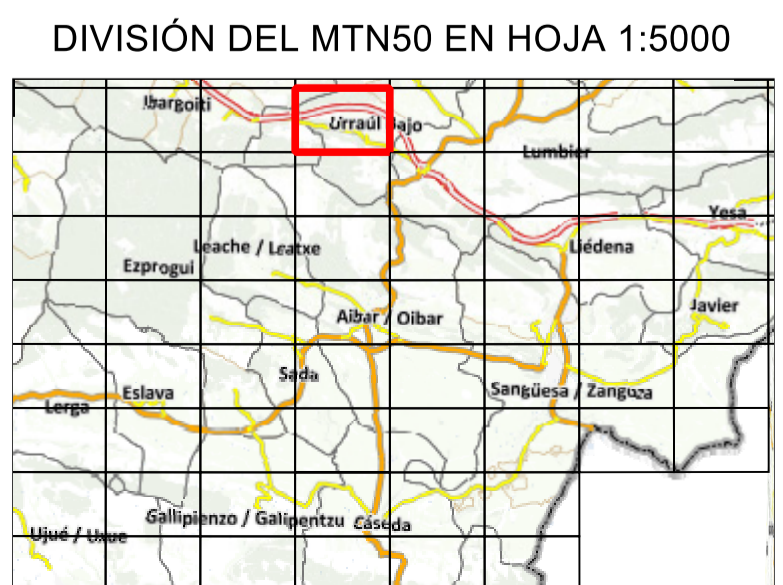 DIVISIÓN DEL MTN50 EN HOJA 1:5000
Ibargoiti
Urraúl Bajo
Lumbier
Yesa
Leache / Leatxe
Liédena
Ezprogui
Javier
Aibar / Oibar
Sada
Eslava
Sangüesa / Zangoza
Lerga
Gallipienzo / Galipentzu
Cáseda
Ujué / Uxue